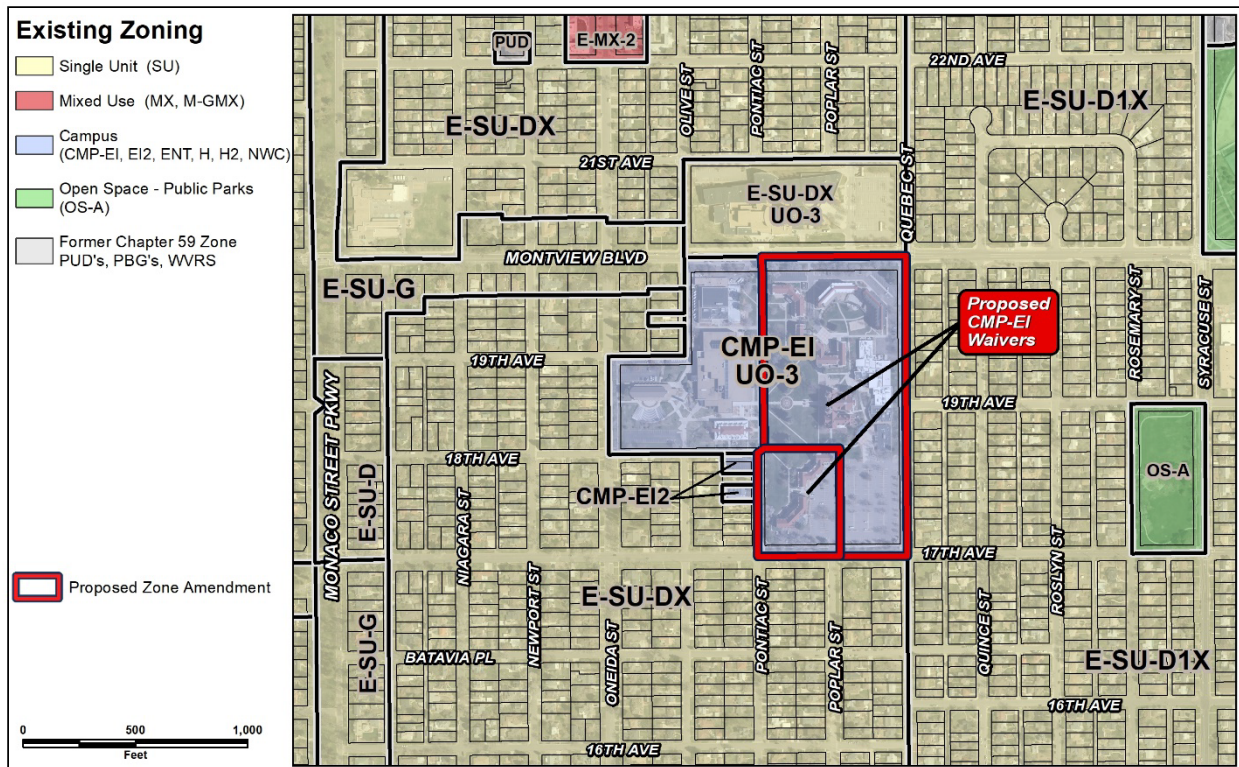 Existing Zoning
Single Unit (SU)
Mixed Use (MX, M-GMX)
Campus
(CMP-EI, EI2, ENT, H, H2, NWC)
Open Space - Public Parks
(OS-A)
Former Chapter 59 Zone
PUD's, PBG's, WVRS
Proposed Zone Amendment
0 500 1,000
Feet
PUD
E-MX-2
22ND AVE
OLIVE ST
PONTIAC ST
POPLAR ST
E-SU-DX
E-SU-D1X
21ST AVE
E-SU-DX
UO-3
QUEBEC ST
MONTVIEW BLVD
E-SU-G
ROSEMARY ST
SYRACUSE ST
Proposed
CMP-EI
Waivers
CMP-EI
UO-3
19TH AVE
19TH AVE
MONACO STREET PKWY
18TH AVE
E-SU-D
CMP-EI2
OS-A
NIAGARA ST
17TH AVE
ROSLYN ST
E-SU-DX
NEWPORT ST
PONTIAC ST
POPLAR ST
QUINCE ST
E-SU-G
BATAVIA PL
ONEIDA ST
E-SU-D1X
16TH AVE
16TH AVE